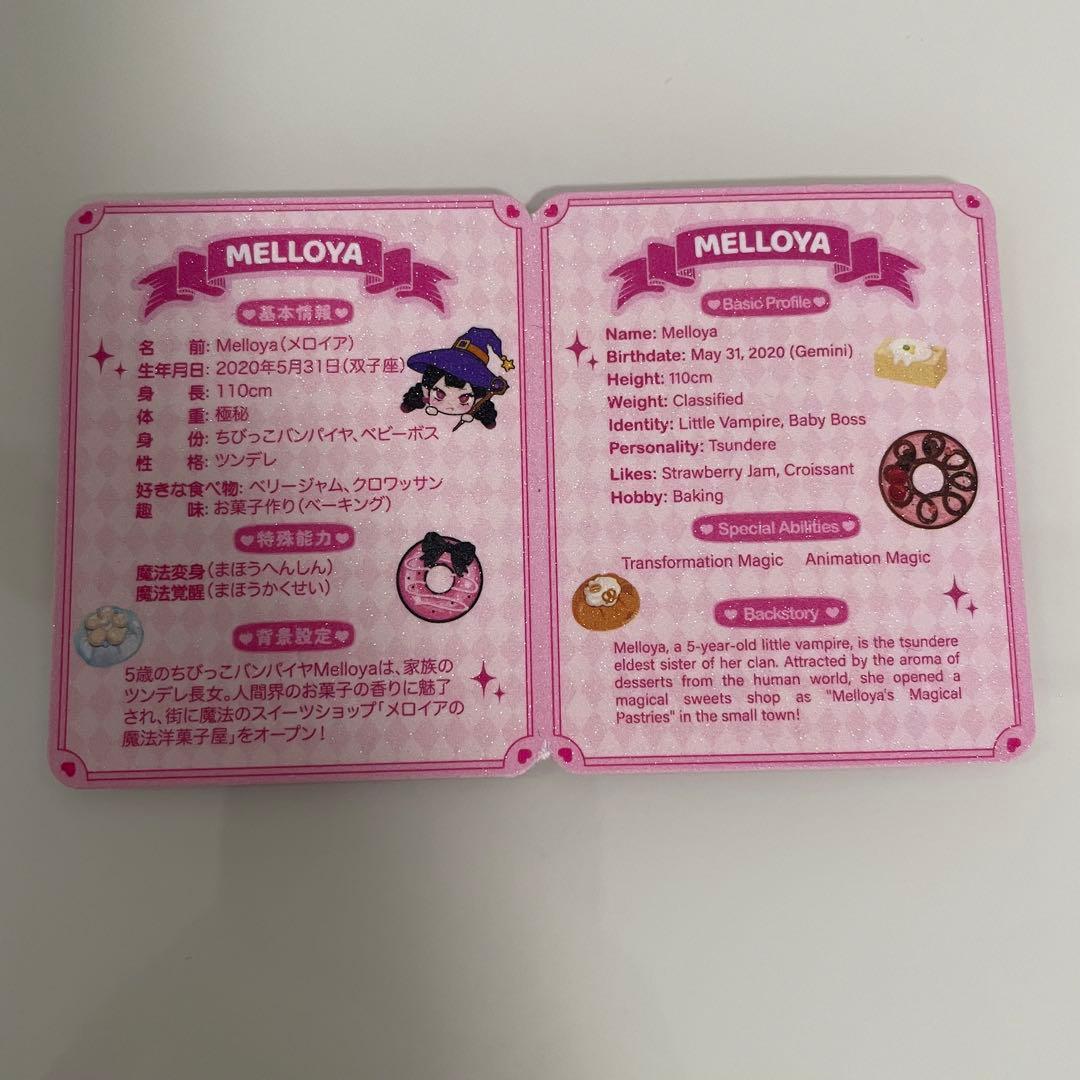 MELLOYA
基本情報
名 前: Melloya(メロイア)
生年月日: 2020年5月31日(双子座)
身 長: 110cm
体 重: 極秘
身 份: ちびっこバンパイヤ、ベビーボス
性 格: ツンデレ
好きな食べ物: ベリージャム、クロワッサン
趣 味: お菓子作り(ベーキング)
特殊能力
魔法変身(まほうへんしん)
魔法覚醒(まほうかくせい)
背景設定
5歳のちびっこバンパイヤMelloyaは、家族の
ツンデレ長女。人間界のお菓子の香りに魅了
され、街に魔法のスイーツショップ「メロイアの
魔法洋菓子屋」をオープン!
MELLOYA
Basic Profile
Name: Melloya
Birthdate: May 31, 2020 (Gemini)
Height: 110cm
Weight: Classified
Identity: Little Vampire, Baby Boss
Personality: Tsundere
Likes: Strawberry Jam, Croissant
Hobby: Baking
Special Abilities
Transformation Magic Animation Magic
Backstory
Melloya, a 5-year-old little vampire, is the tsundere
eldest sister of her clan. Attracted by the aroma of
desserts from the human world, she opened a
magical sweets shop as "Melloya's Magical
Pastries" in the small town!